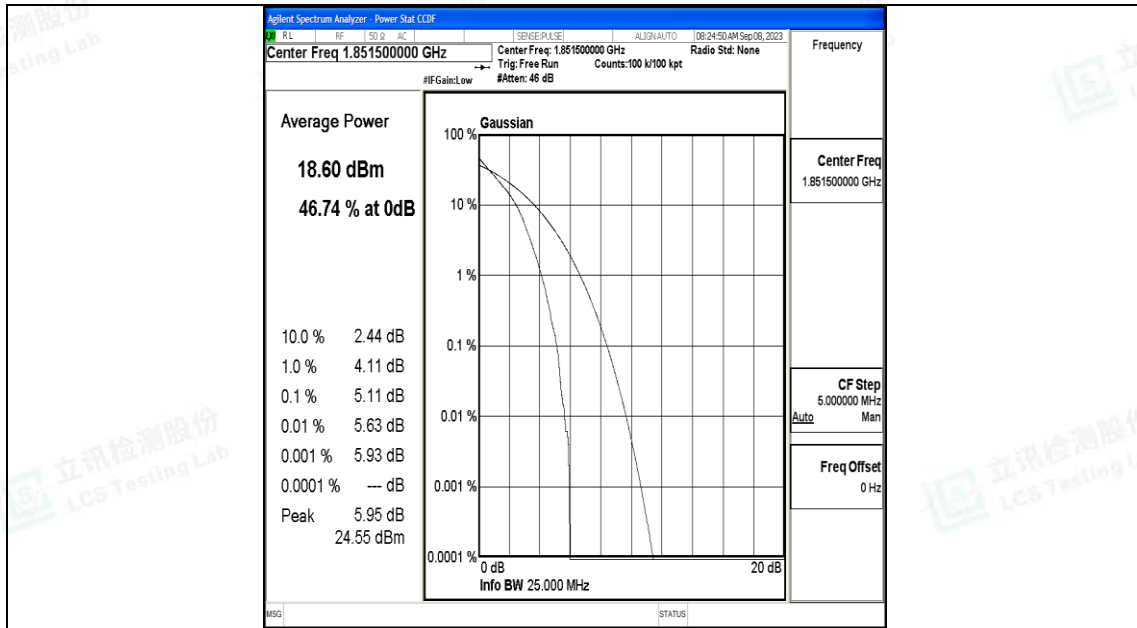 Agilent Spectrum Analyzer - Power Stat CCDF
RL RF 50 Ω AC SENSE:PULSE ALIGN AUTO 08:24:50 AM Sep 08, 2023
Center Freq 1.851500000 GHz
Center Freq: 1.851500000 GHz Radio Std: None
Trig: Free Run Counts:100 k/100 kpt
#IFGain:Low #Atten: 46 dB
Frequency
Average Power
18.60 dBm
46.74 % at 0dB
10.0 % 2.44 dB
1.0 % 4.11 dB
0.1 % 5.11 dB
0.01 % 5.63 dB
0.001 % 5.93 dB
0.0001 % --- dB
Peak 5.95 dB
24.55 dBm
Gaussian
100 %
10 %
1 %
0.1 %
0.01 %
0.001 %
0.0001 %
0 dB 20 dB
Info BW 25.000 MHz
Center Freq
1.851500000 GHz
CF Step
5.000000 MHz
Auto Man
Freq Offset
0 Hz
MSG STATUS
立讯检测股份
LCS Testing Lab
立讯检测股份